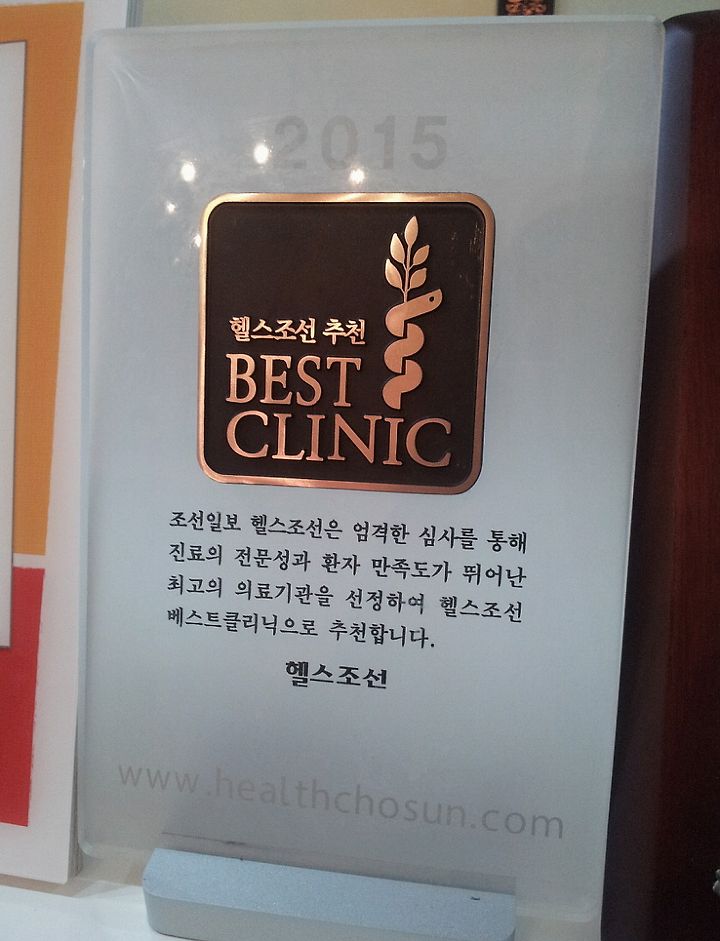 2015
헬스조선 추천
BEST
CLINIC
조선일보 헬스조선은 엄격한 심사를 통해
진료의 전문성과 환자 만족도가 뛰어난
최고의 의료기관을 선정하여 헬스조선
베스트클리닉으로 추천합니다.
헬스조선
www.healthchosun.com